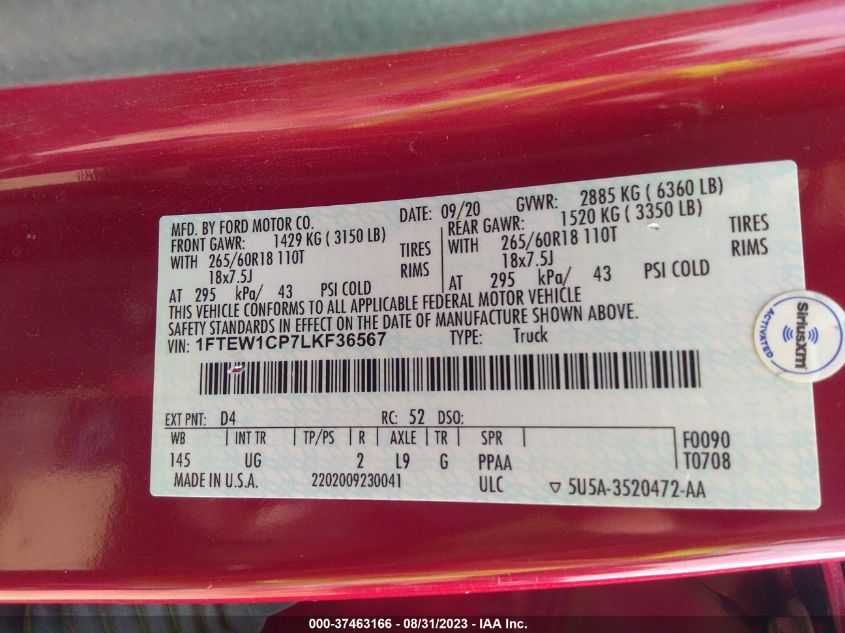 MFD. BY FORD MOTOR CO. DATE: 09/20 GVWR: 2885 KG ( 6360 LB)
FRONT GAWR: 1429 KG ( 3150 LB) REAR GAWR: 1520 KG ( 3350 LB)
WITH 265/60R18 110T TIRES WITH 265/60R18 110T TIRES
18x7.5J RIMS 18x7.5J RIMS
AT 295 kPa/ 43 PSI COLD AT 295 kPa/ 43 PSI COLD
THIS VEHICLE CONFORMS TO ALL APPLICABLE FEDERAL MOTOR VEHICLE
SAFETY STANDARDS IN EFFECT ON THE DATE OF MANUFACTURE SHOWN ABOVE.
VIN: 1FTEW1CP7LKF36567 TYPE: Truck
EXT PNT: D4 RC: 52 DSO:
WB INT TR TP/PS R AXLE TR SPR F0090
145 UG 2 L9 G PPAA T0708
MADE IN U.S.A. 2202009230041 ULC ▽ 5U5A-3520472-AA
ACTIVATED
SiriusXM
000-37463166 - 08/31/2023 - IAA Inc.